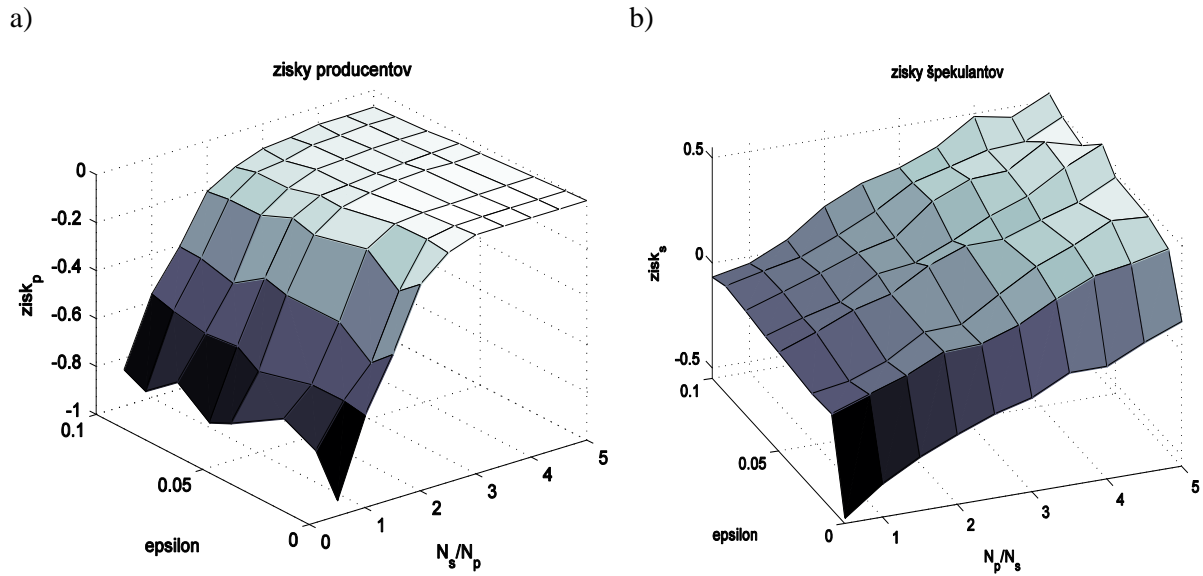 a)
zisky producentov
0
-0.2
-0.4
-0.6
-0.8
-1
zisk_p
0.1
0.05
0
epsilon
0
1
2
3
4
5
N_s/N_p
b)
zisky špekulantov
0.5
0
-0.5
zisk_s
0.1
0.05
0
epsilon
1
2
3
4
5
N_p/N_s